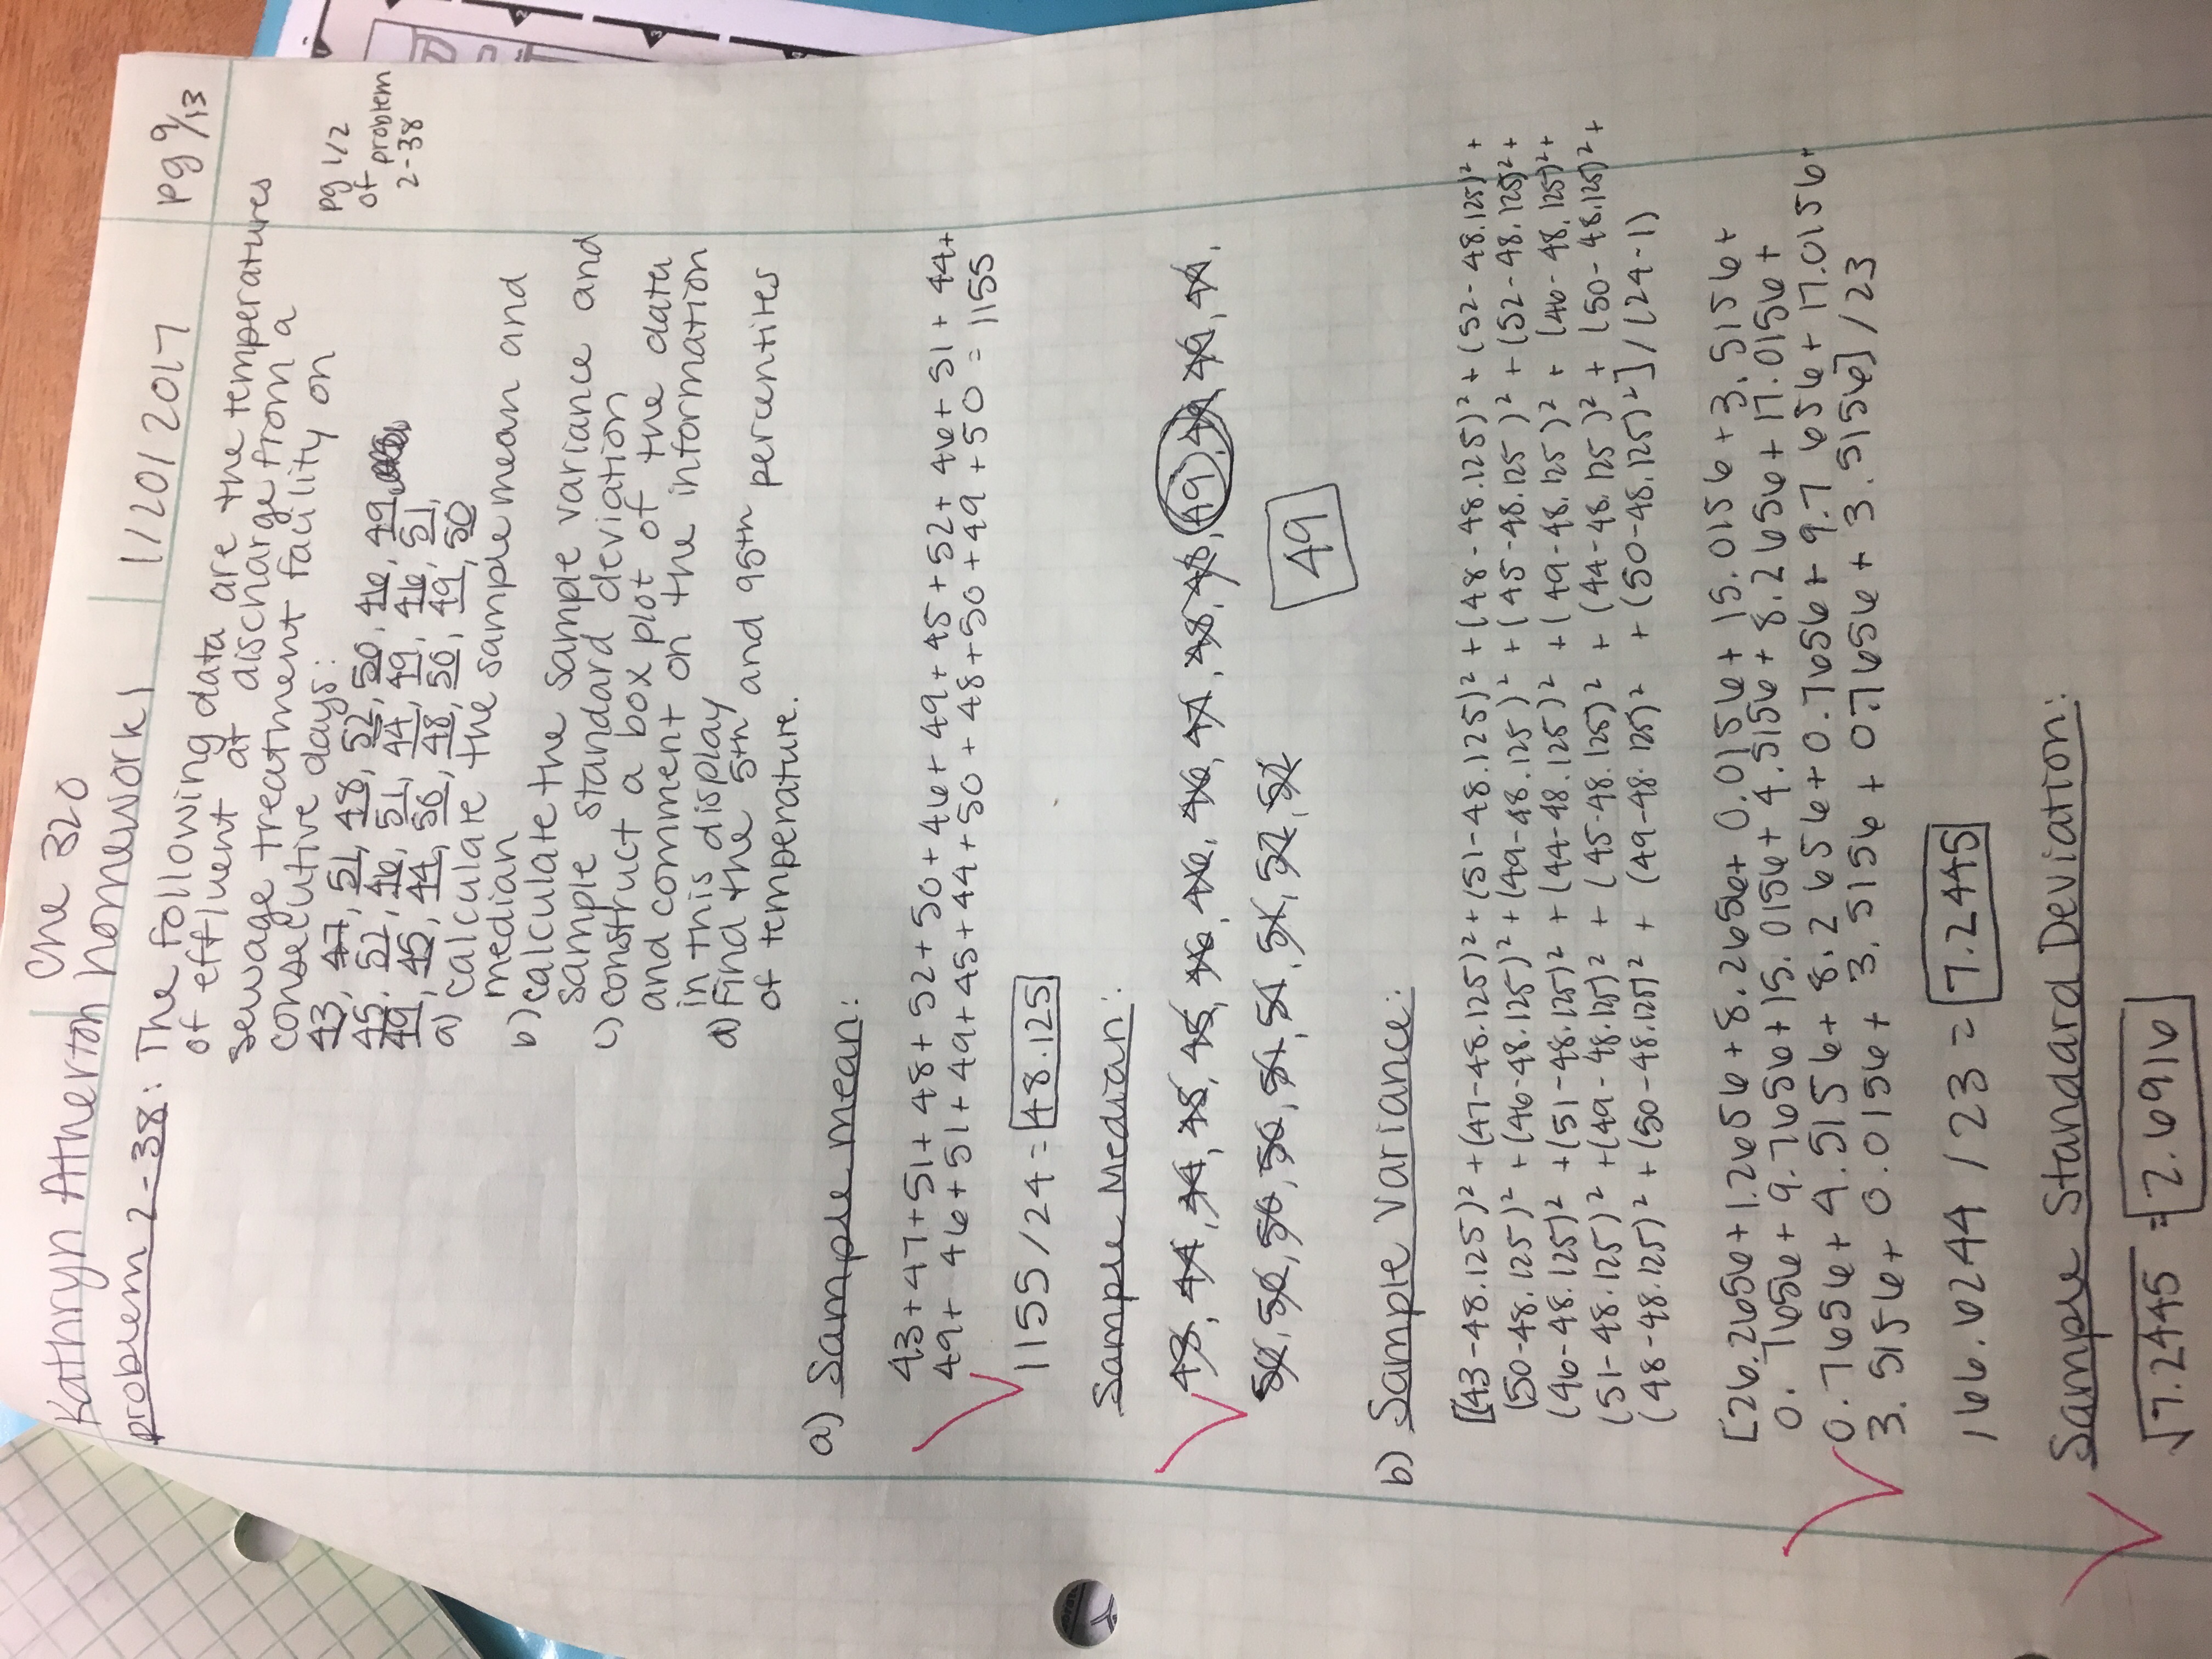 Kathryn Atherton
Che 320
Homework 1
1/20/2017
pg 9/13
problem 2-38: The following data are the temperatures
of effluent at discharge from a
sewage treatment facility on
consecutive days:
43, 47, 51, 48, 52, 50, 46, 49,
45, 52, 46, 51, 44, 49, 46, 51,
49, 45, 44, 50, 48, 50, 49, 50
pg 1/2
of problem
2-38
a) calculate the sample mean and
median
b) calculate the sample variance and
sample standard deviation
c) construct a box plot of the data
and comment on the information
in this display
d) Find the 5th and 95th percentiles
of temperature.
a) Sample mean:
43+47+51+48+52+50+46+49+45+52+46+51+44+
49+46+51+49+45+44+50+48+50+49+50 = 1155
1155/24 = 48.125
Sample Median:
43, 44, 44, 45, 45, 46, 46, 46, 47, 48, 48, 49, 49, 49, 49,
50, 50, 50, 50, 51, 51, 51, 52, 52
49
b) Sample Variance:
[(43-48.125)²+(47-48.125)²+(51-48.125)²+(48-48.125)²+(52-48.125)²+
(50-48.125)²+(46-48.125)²+(49-48.125)²+(45-48.125)²+(52-48.125)²+
(46-48.125)²+(51-48.125)²+(44-48.125)²+(49-48.125)²+(46-48.125)²+
(51-48.125)²+(49-48.125)²+(45-48.125)²+(44-48.125)²+(50-48.125)²+
(48-48.125)²+(50-48.125)²+(49-48.125)²+(50-48.125)²]/(24-1)
[26.2656+1.2656+8.2656+0.0156+15.0156+3.5156+
0.7656+9.7656+15.0156+4.5156+8.2656+17.0156+
0.7656+4.5156+8.2656+0.7656+9.7656+17.0156+
3.5156+0.0156+3.5156+0.7656+3.5156]/23
166.6244/23 = 7.2445
Sample Standard Deviation:
√7.2445 = 2.6916